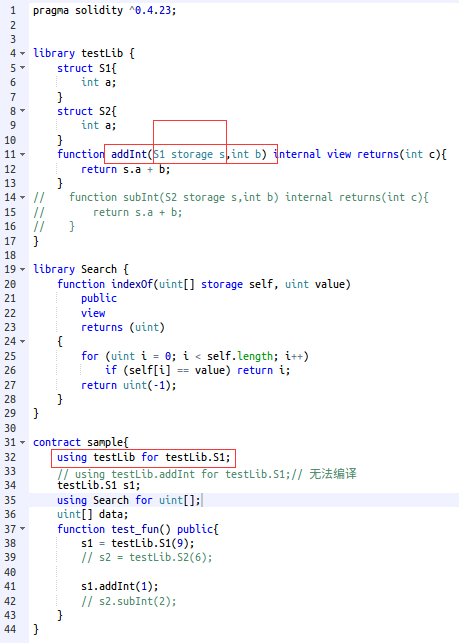 1 pragma solidity ^0.4.23;
2
3
4 library testLib {
5     struct S1{
6         int a;
7     }
8     struct S2{
9         int a;
10     }
11     function addInt(S1 storage s,int b) internal view returns(int c){
12         return s.a + b;
13     }
14 //    function subInt(S2 storage s,int b) internal returns(int c){
15 //        return s.a + b;
16 //    }
17 }
18
19 library Search {
20     function indexOf(uint[] storage self, uint value)
21         public
22         view
23         returns (uint)
24     {
25         for (uint i = 0; i < self.length; i++)
26             if (self[i] == value) return i;
27         return uint(-1);
28     }
29 }
30
31 contract sample{
32     using testLib for testLib.S1;
33     // using testLib.addInt for testLib.S1;// 无法编译
34     testLib.S1 s1;
35     using Search for uint[];
36     uint[] data;
37     function test_fun() public{
38         s1 = testLib.S1(9);
39         // s2 = testLib.S2(6);
40
41         s1.addInt(1);
42         // s2.subInt(2);
43     }
44 }